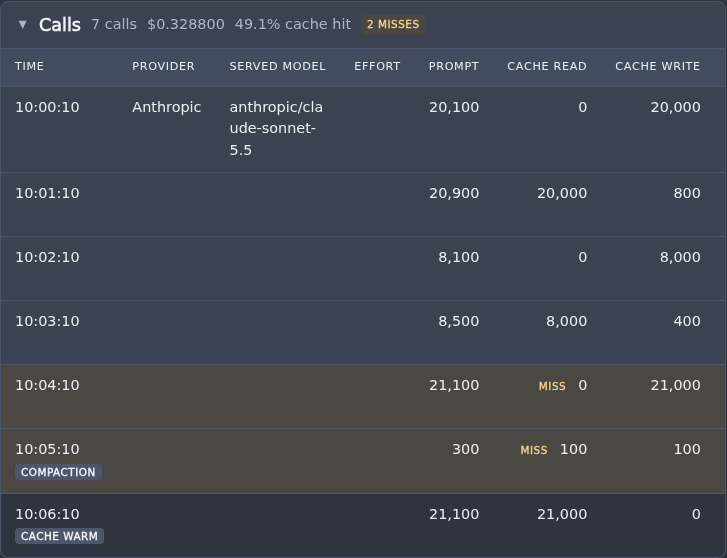 ▼ Calls 7 calls $0.328800 49.1% cache hit 2 MISSES
TIME PROVIDER SERVED MODEL EFFORT PROMPT CACHE READ CACHE WRITE
10:00:10 Anthropic anthropic/cla 20,100 0 20,000
ude-sonnet-
5.5
10:01:10 20,900 20,000 800
10:02:10 8,100 0 8,000
10:03:10 8,500 8,000 400
10:04:10 21,100 MISS 0 21,000
10:05:10 300 MISS 100 100
COMPACTION
10:06:10 21,100 21,000 0
CACHE WARM